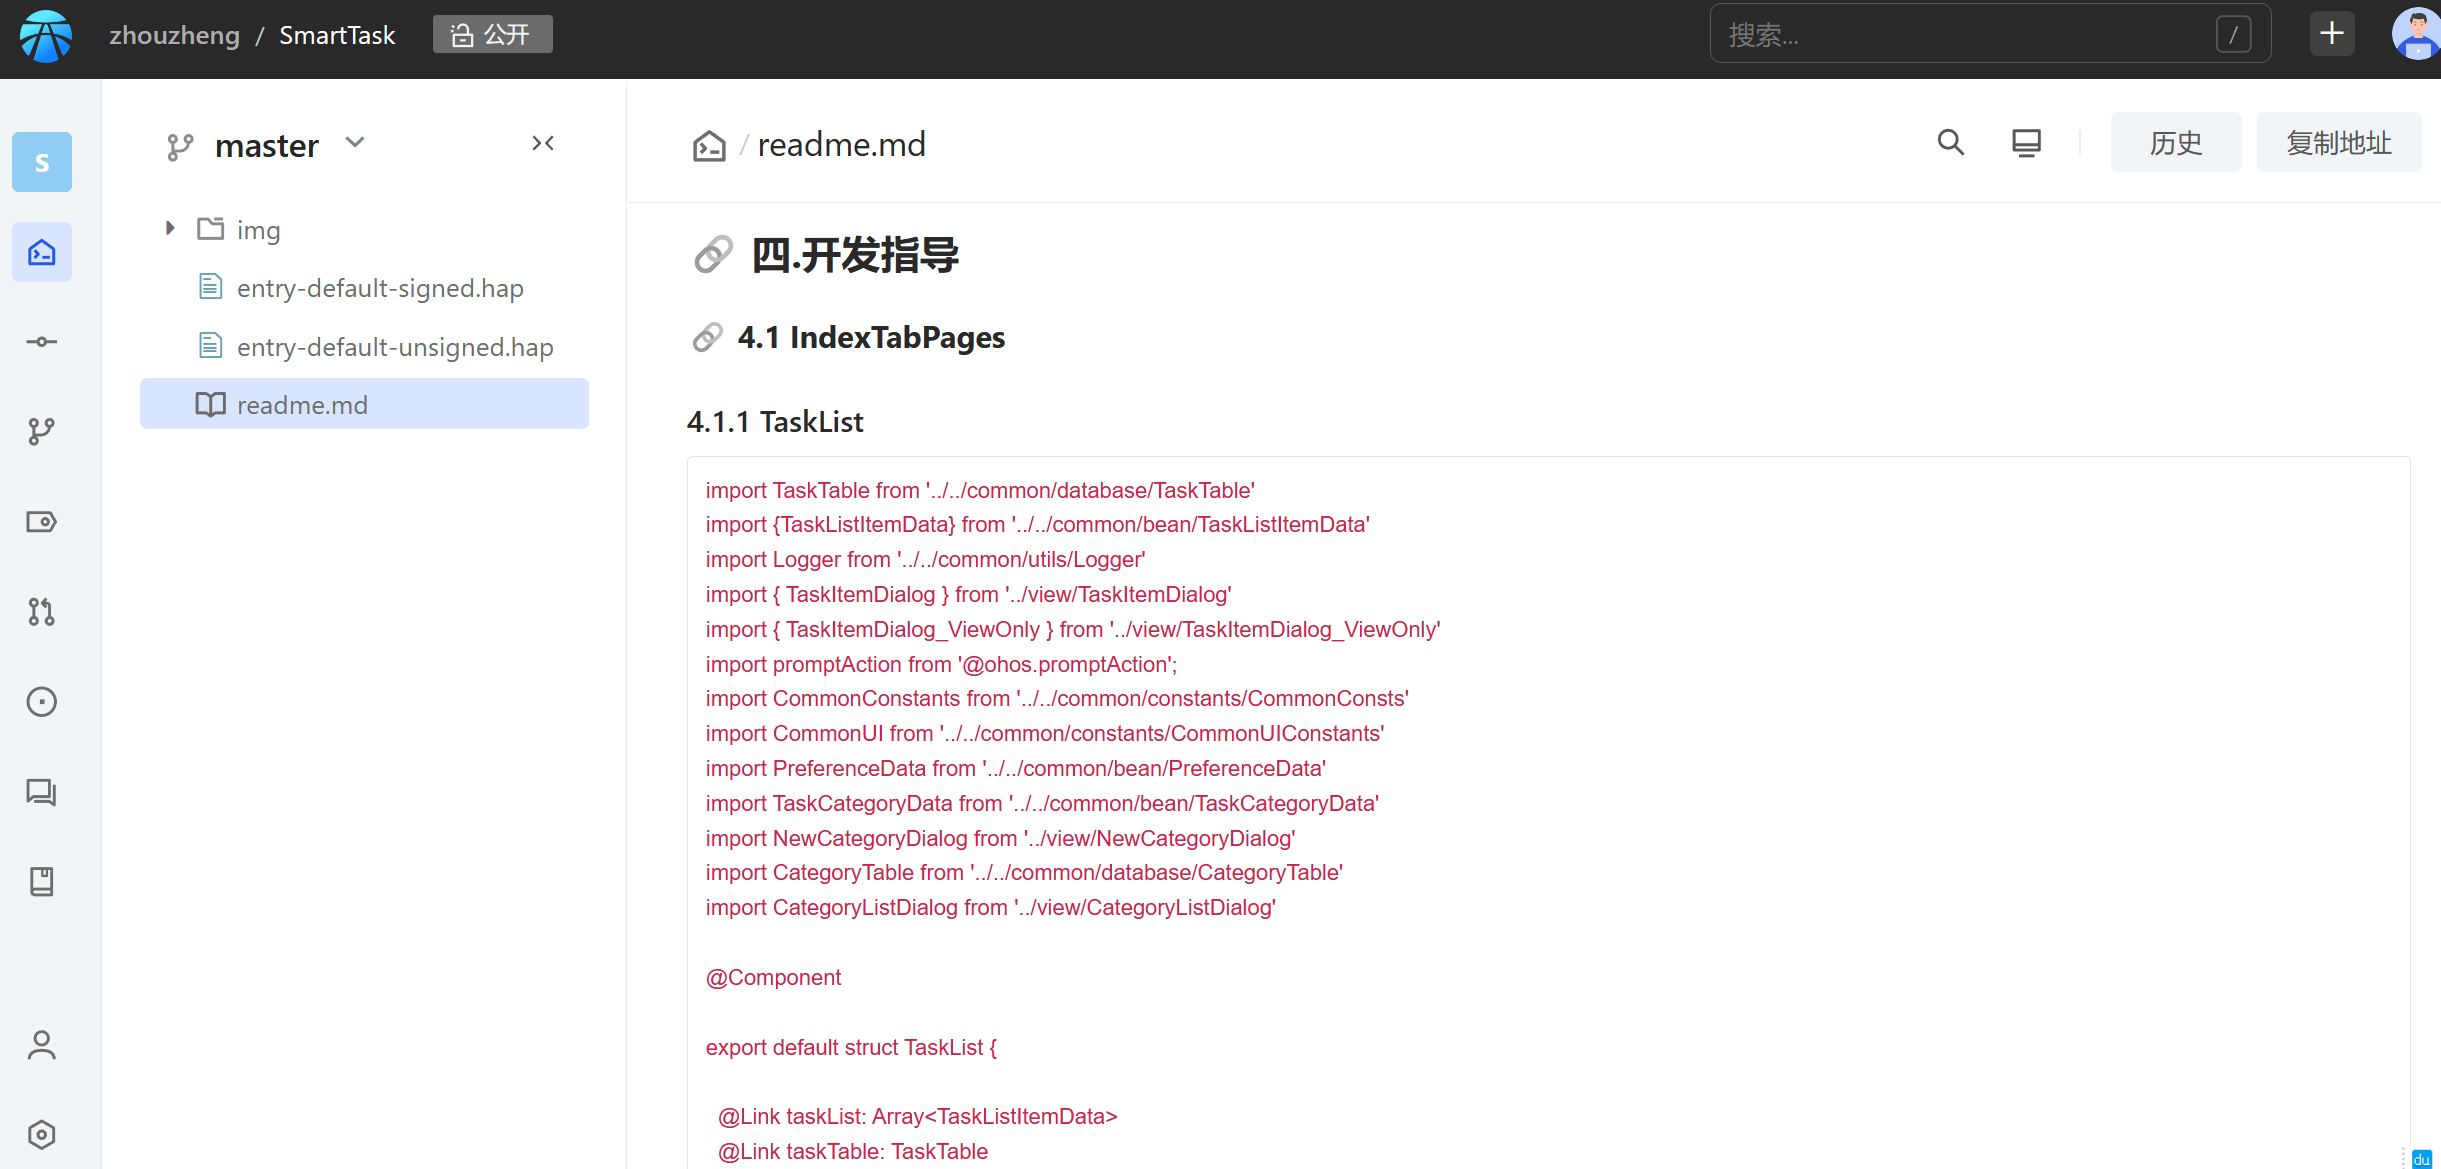 zhouzheng / SmartTask 公开
搜索... /
S
master
img
entry-default-signed.hap
entry-default-unsigned.hap
readme.md
/ readme.md
历史
复制地址
四.开发指导
4.1 IndexTabPages
4.1.1 TaskList
import TaskTable from '../../common/database/TaskTable'
import {TaskListItemData} from '../../common/bean/TaskListItemData'
import Logger from '../../common/utils/Logger'
import { TaskItemDialog } from '../view/TaskItemDialog'
import { TaskItemDialog_ViewOnly } from '../view/TaskItemDialog_ViewOnly'
import promptAction from '@ohos.promptAction';
import CommonConstants from '../../common/constants/CommonConsts'
import CommonUI from '../../common/constants/CommonUIConstants'
import PreferenceData from '../../common/bean/PreferenceData'
import TaskCategoryData from '../../common/bean/TaskCategoryData'
import NewCategoryDialog from '../view/NewCategoryDialog'
import CategoryTable from '../../common/database/CategoryTable'
import CategoryListDialog from '../view/CategoryListDialog'
@Component
export default struct TaskList {
@Link taskList: Array<TaskListItemData>
@Link taskTable: TaskTable
du